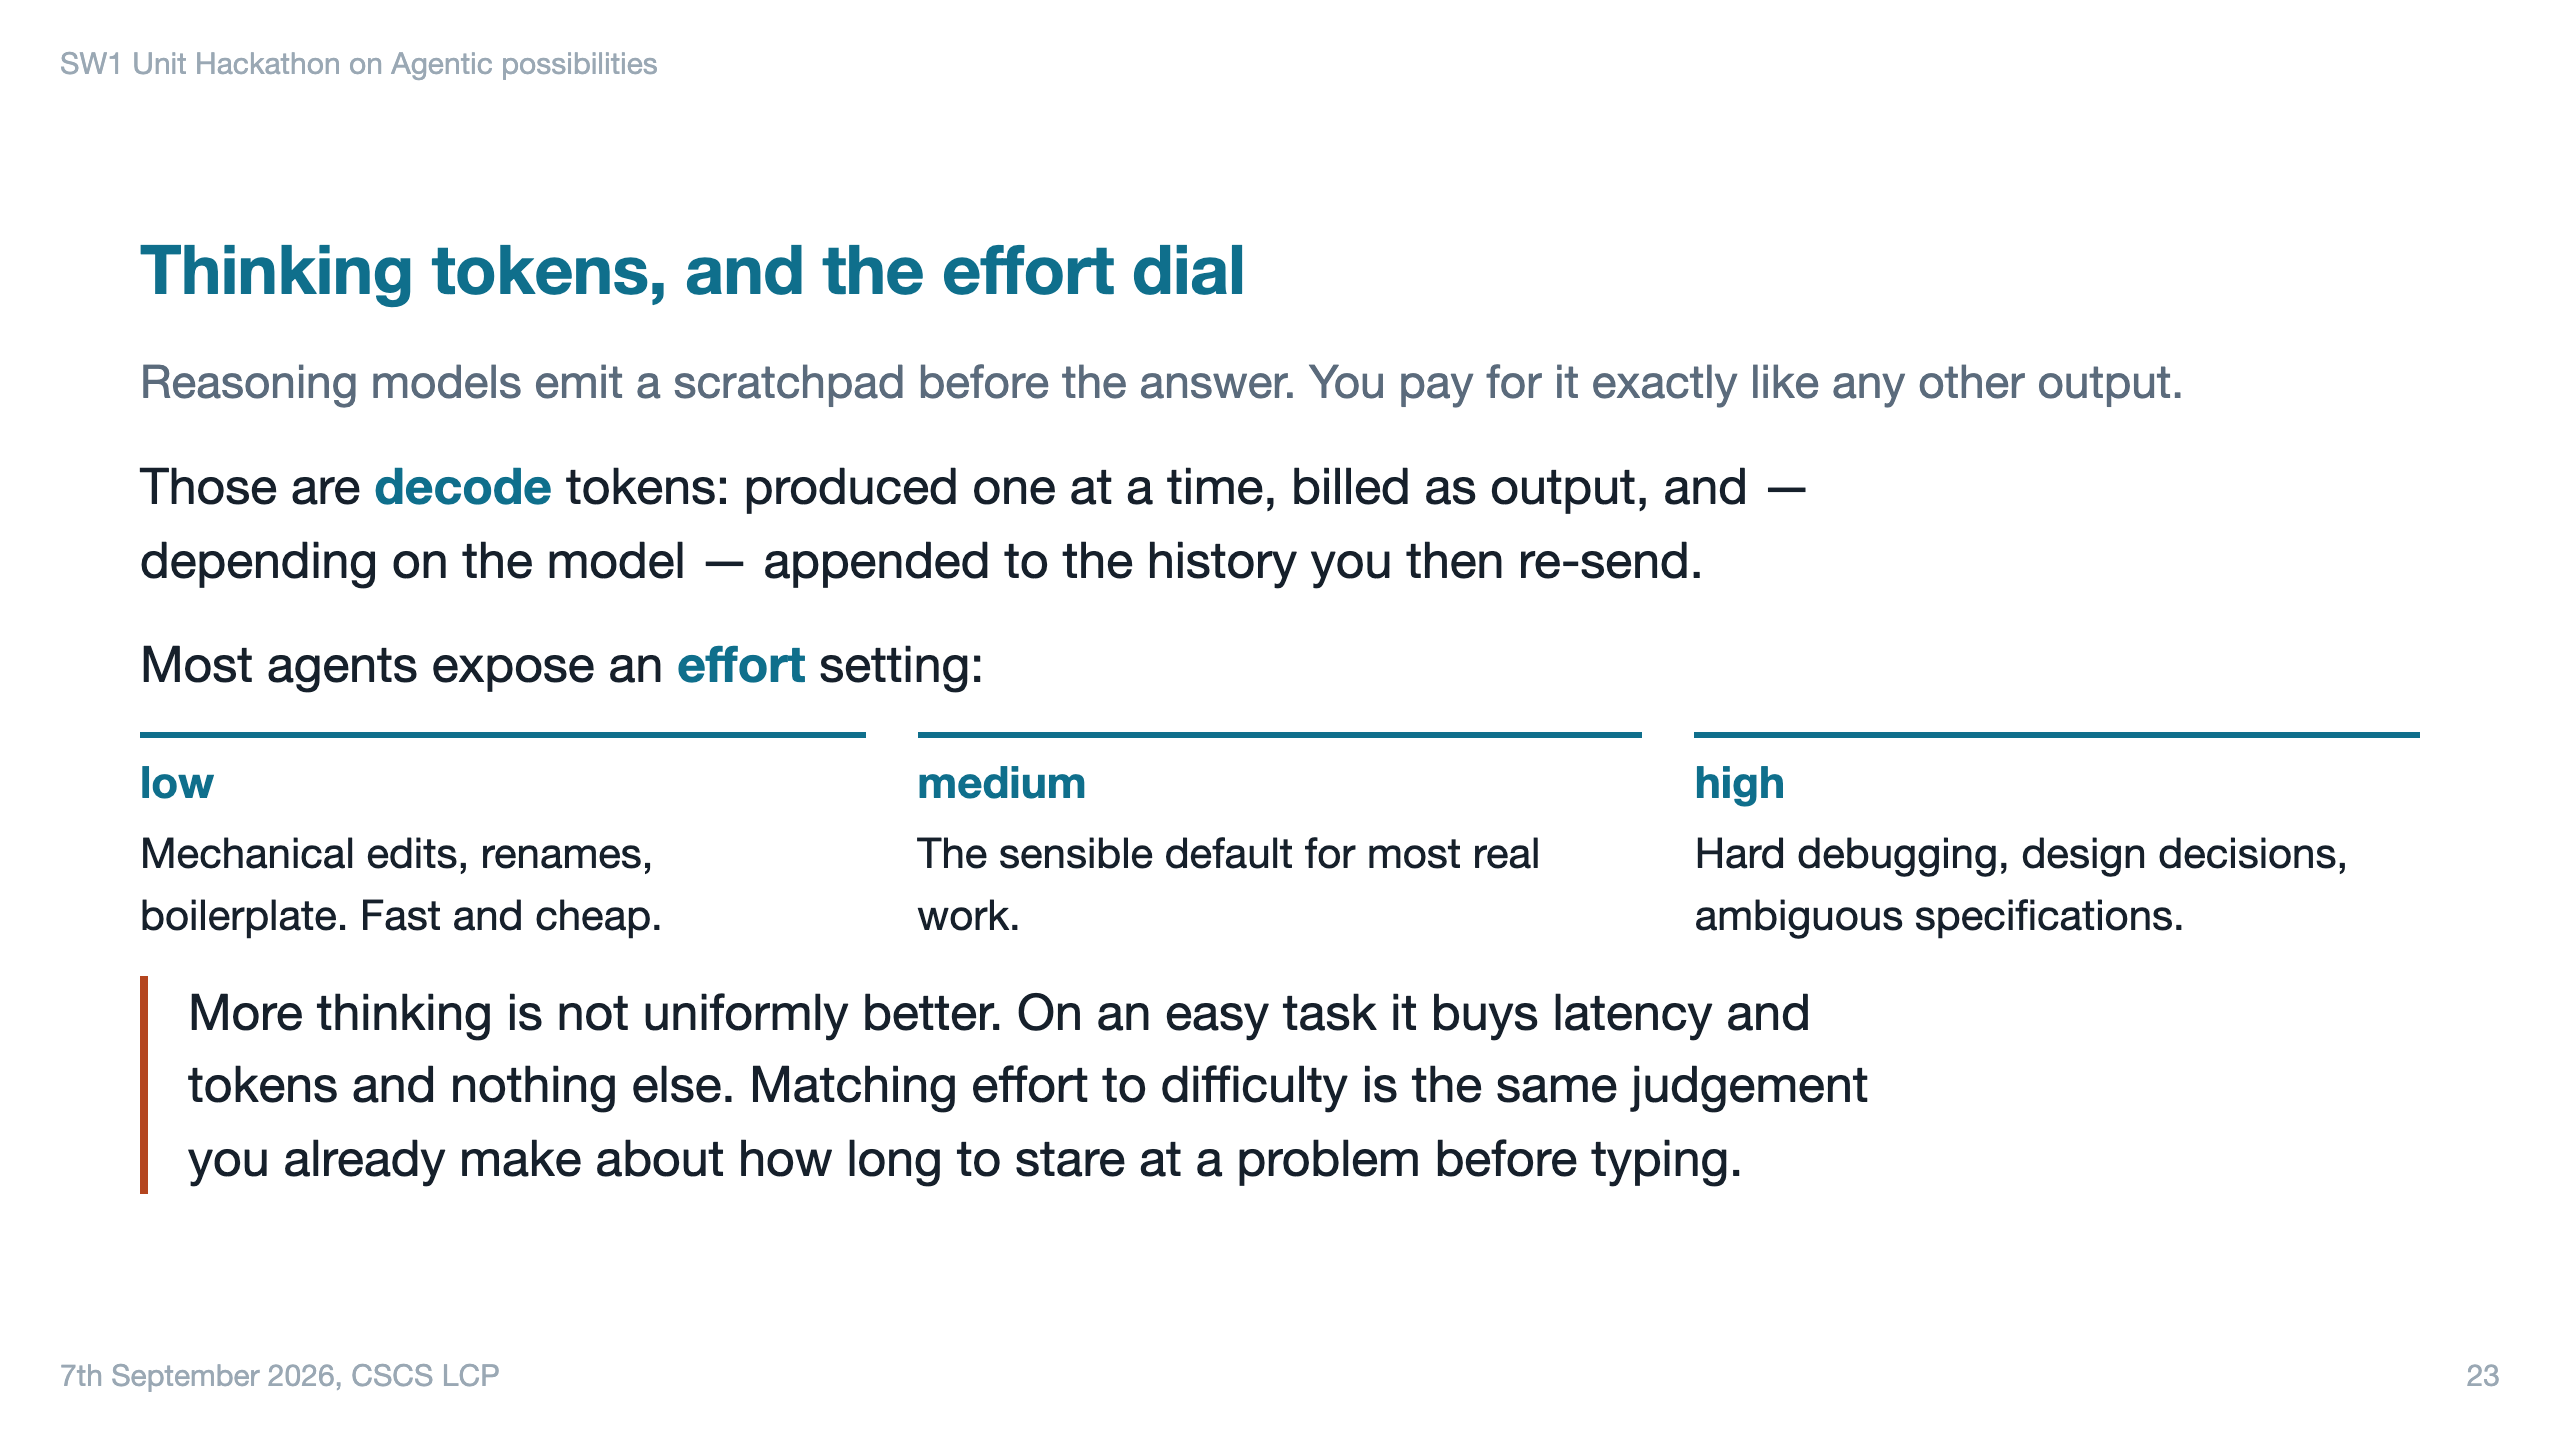 SW1 Unit Hackathon on Agentic possibilities
Thinking tokens, and the effort dial
Reasoning models emit a scratchpad before the answer. You pay for it exactly like any other output.
Those are decode tokens: produced one at a time, billed as output, and —
depending on the model — appended to the history you then re-send.
Most agents expose an effort setting:
low
Mechanical edits, renames,
boilerplate. Fast and cheap.
medium
The sensible default for most real
work.
high
Hard debugging, design decisions,
ambiguous specifications.
More thinking is not uniformly better. On an easy task it buys latency and
tokens and nothing else. Matching effort to difficulty is the same judgement
you already make about how long to stare at a problem before typing.
7th September 2026, CSCS LCP
23